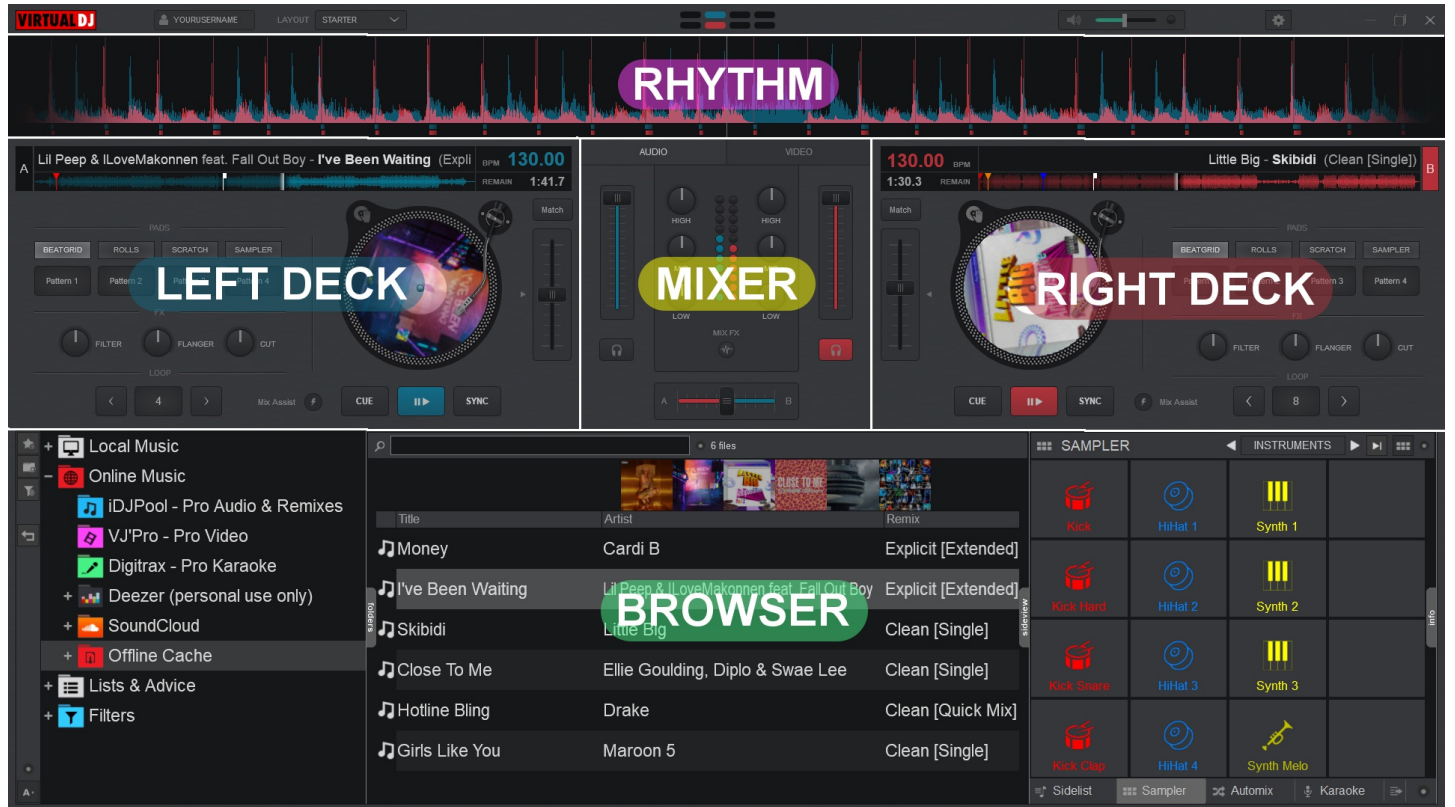 VIRTUAL DJ YOURUSERNAME LAYOUT STARTER
RHYTHM
A Lil Peep & ILoveMakonnen feat. Fall Out Boy - I've Been Waiting (Expli BPM 130.00
REMAIN 1:41.7
AUDIO VIDEO
130.00 BPM Little Big - Skibidi (Clean [Single]) B
1:30.3 REMAIN
PADS
Match
BEATGRID ROLLS SCRATCH SAMPLER
Pattern 1 Pattern 2 Pattern 4
LEFT DECK
FX
FILTER FLANGER CUT
LOOP
4 Mix Assist CUE SYNC
HIGH HIGH
MIXER
LOW LOW
MIX FX
A B
Match
PADS
BEATGRID ROLLS SCRATCH SAMPLER
Pattern 3 Pattern 4
RIGHT DECK
FX
FILTER FLANGER CUT
LOOP
CUE SYNC Mix Assist 8
Local Music
Online Music
iDJPool - Pro Audio & Remixes
VJ'Pro - Pro Video
Digitrax - Pro Karaoke
Deezer (personal use only)
SoundCloud
Offline Cache
Lists & Advice
Filters
A
folders
6 files
CLOSE TO ME
Title Artist Remix
Money Cardi B Explicit [Extended]
I've Been Waiting Lil Peep & ILoveMakonnen feat. Fall Out Boy Explicit [Extended]
BROWSER
Skibidi Little Big Clean [Single]
Close To Me Ellie Goulding, Diplo & Swae Lee Clean [Single]
Hotline Bling Drake Clean [Quick Mix]
Girls Like You Maroon 5 Clean [Single]
sideview
SAMPLER INSTRUMENTS
Kick HiHat 1 Synth 1
Kick Hard HiHat 2 Synth 2
Kick Snare HiHat 3 Synth 3
Kick Clap HiHat 4 Synth Melo
info
Sidelist Sampler Automix Karaoke